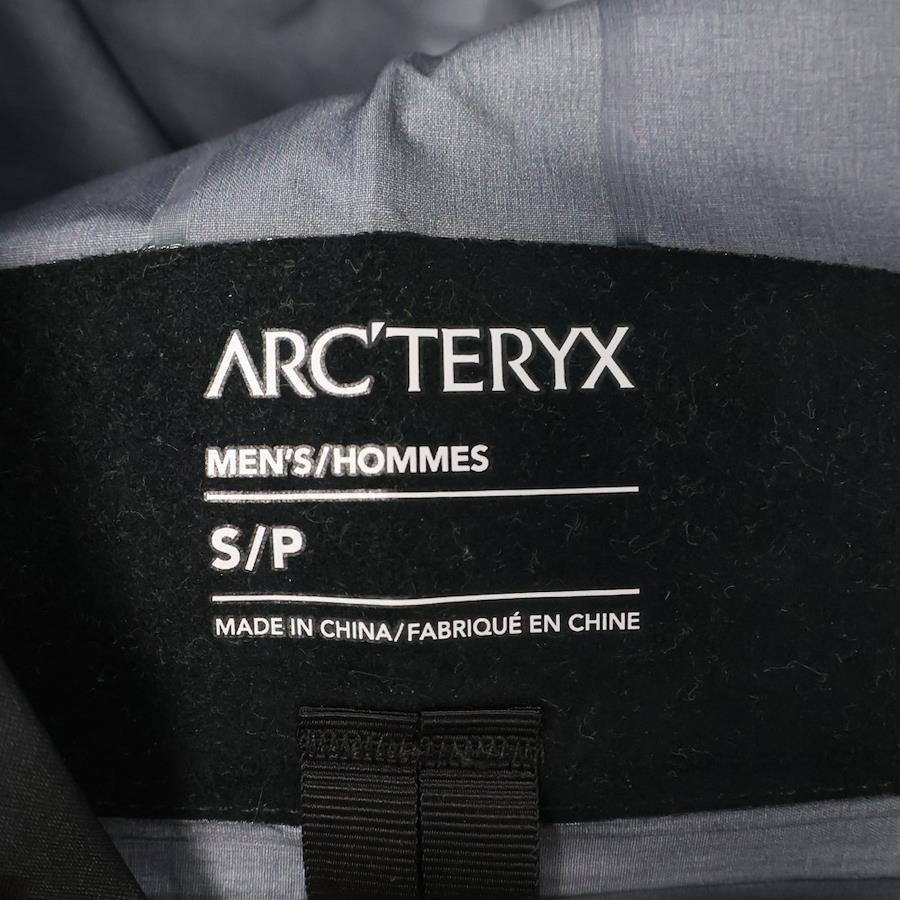 ARC'TERYX
MEN'S/HOMMES
S/P
MADE IN CHINA/FABRIQUÉ EN CHINE